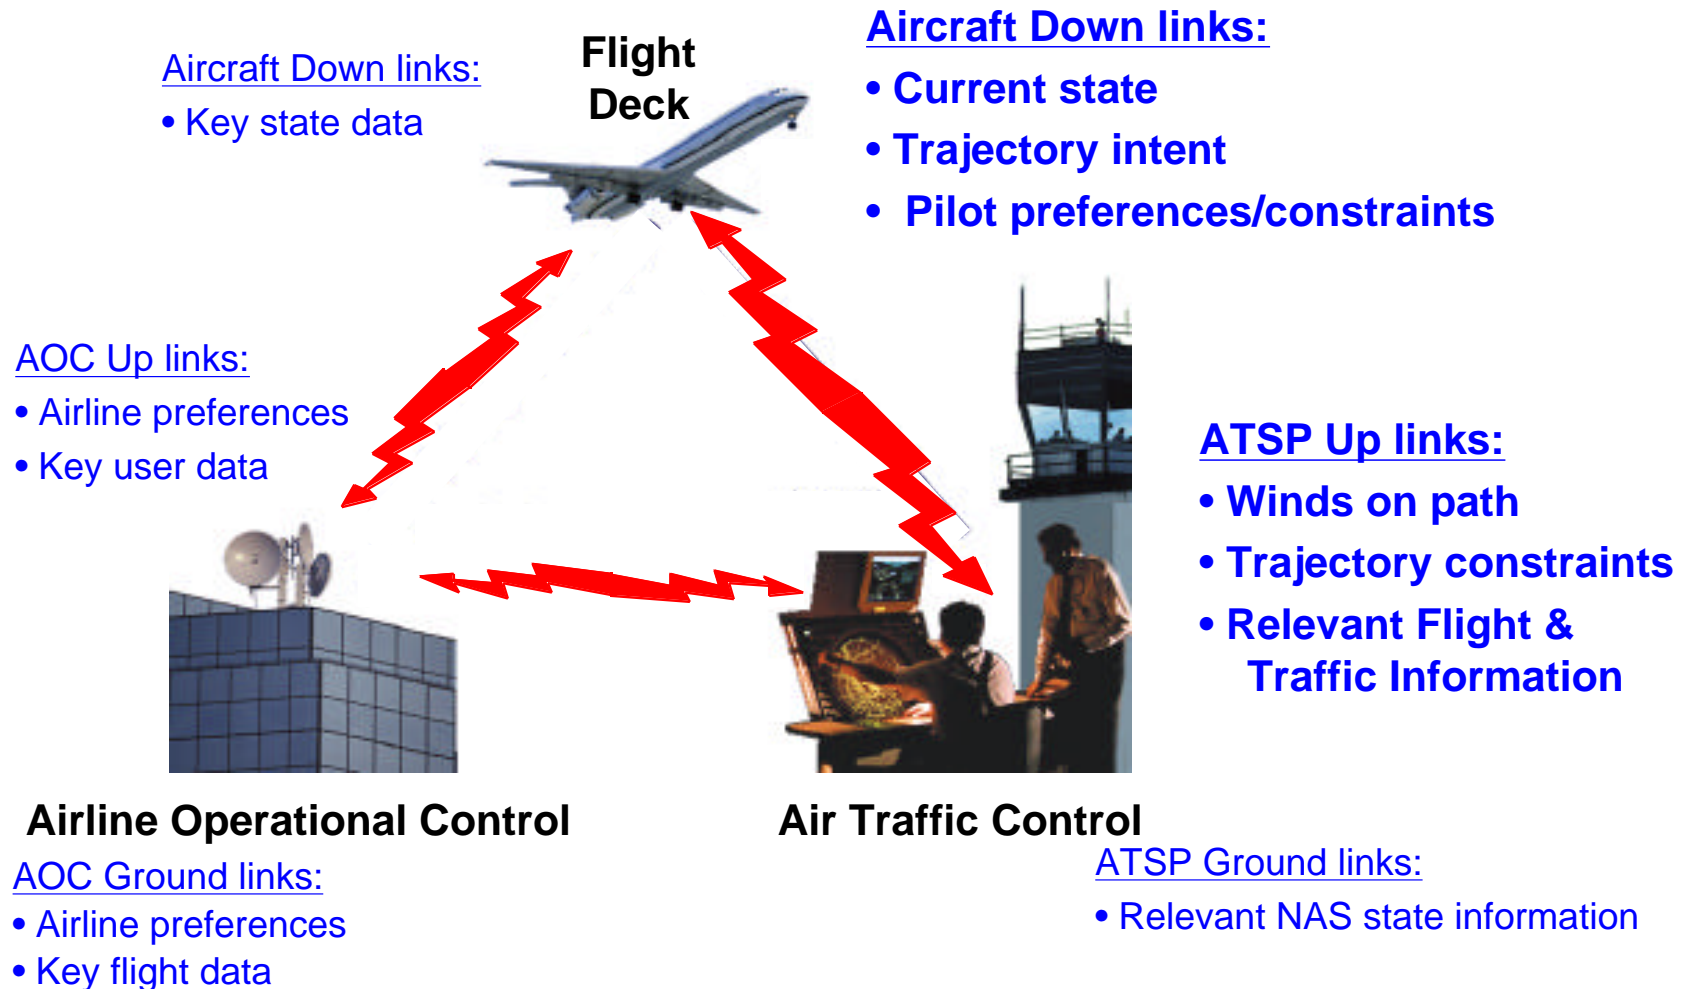 Flight
Deck
Aircraft Down links:
• Key state data
Aircraft Down links:
• Current state
• Trajectory intent
• Pilot preferences/constraints
AOC Up links:
• Airline preferences
• Key user data
ATSP Up links:
• Winds on path
• Trajectory constraints
• Relevant Flight &
Traffic Information
Airline Operational Control
AOC Ground links:
• Airline preferences
• Key flight data
Air Traffic Control
ATSP Ground links:
• Relevant NAS state information